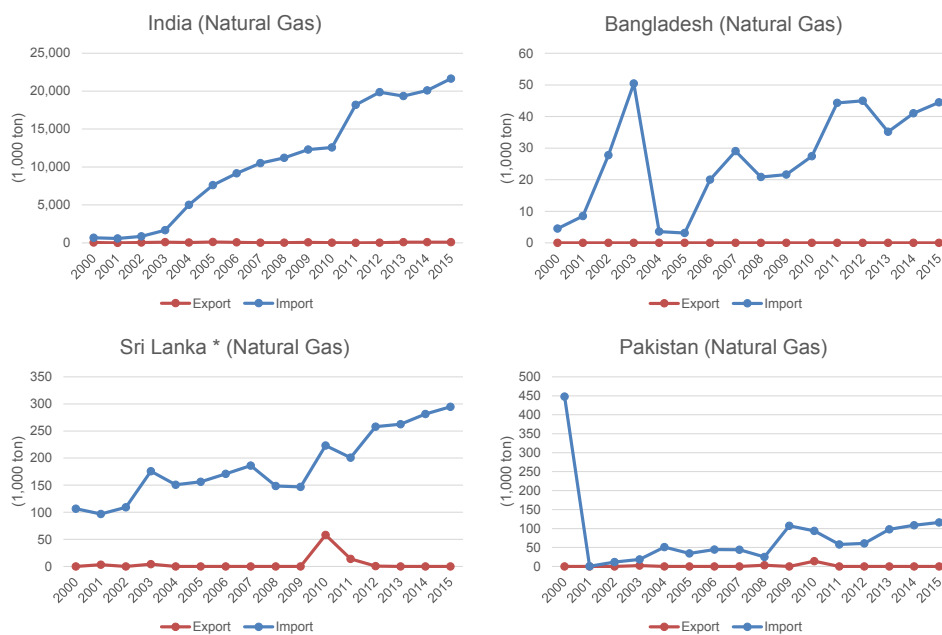 India (Natural Gas)
25,000
20,000
15,000
10,000
5,000
0
(1,000 ton)
2000 2001 2002 2003 2004 2005 2006 2007 2008 2009 2010 2011 2012 2013 2014 2015
Export Import
Bangladesh (Natural Gas)
60
50
40
30
20
10
0
(1,000 ton)
2000 2001 2002 2003 2004 2005 2006 2007 2008 2009 2010 2011 2012 2013 2014 2015
Export Import
Sri Lanka * (Natural Gas)
350
300
250
200
150
100
50
0
(1,000 ton)
2000 2001 2002 2003 2004 2005 2006 2007 2008 2009 2010 2011 2012 2013 2014 2015
Export Import
Pakistan (Natural Gas)
500
450
400
350
300
250
200
150
100
50
0
(1,000 ton)
2000 2001 2002 2003 2004 2005 2006 2007 2008 2009 2010 2011 2012 2013 2014 2015
Export Import